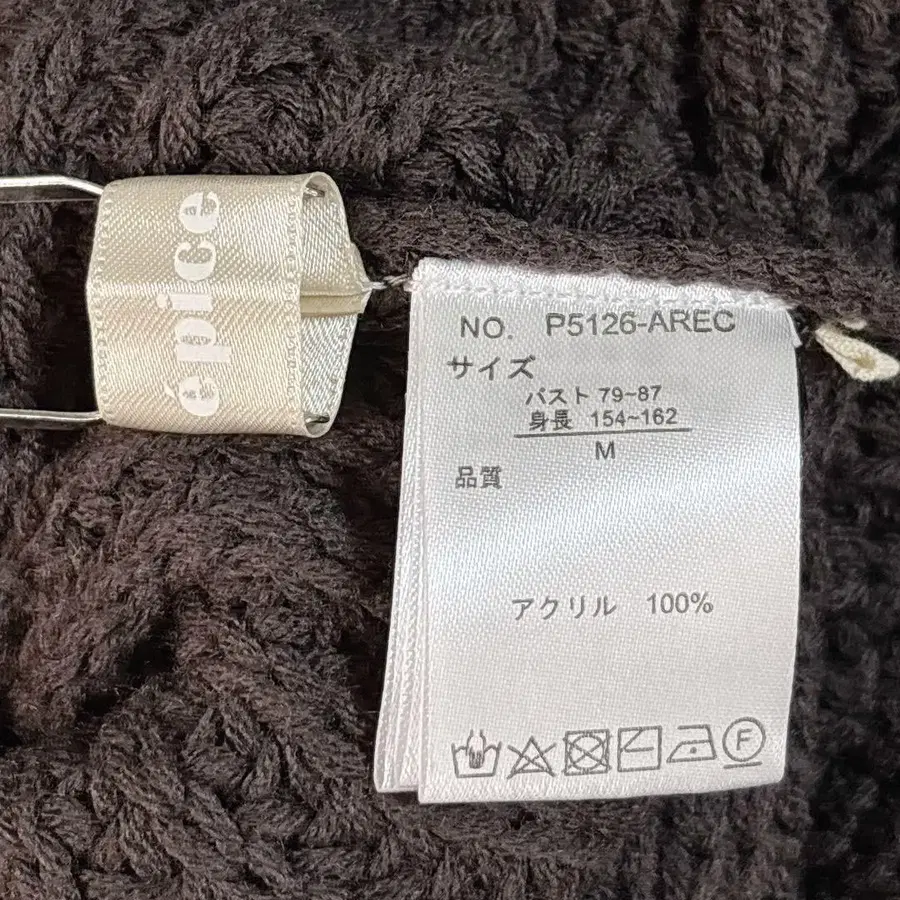 épice
NO. P5126-AREC
サイズ
バスト 79-87
身長 154~162
M
品質
アクリル 100%
F